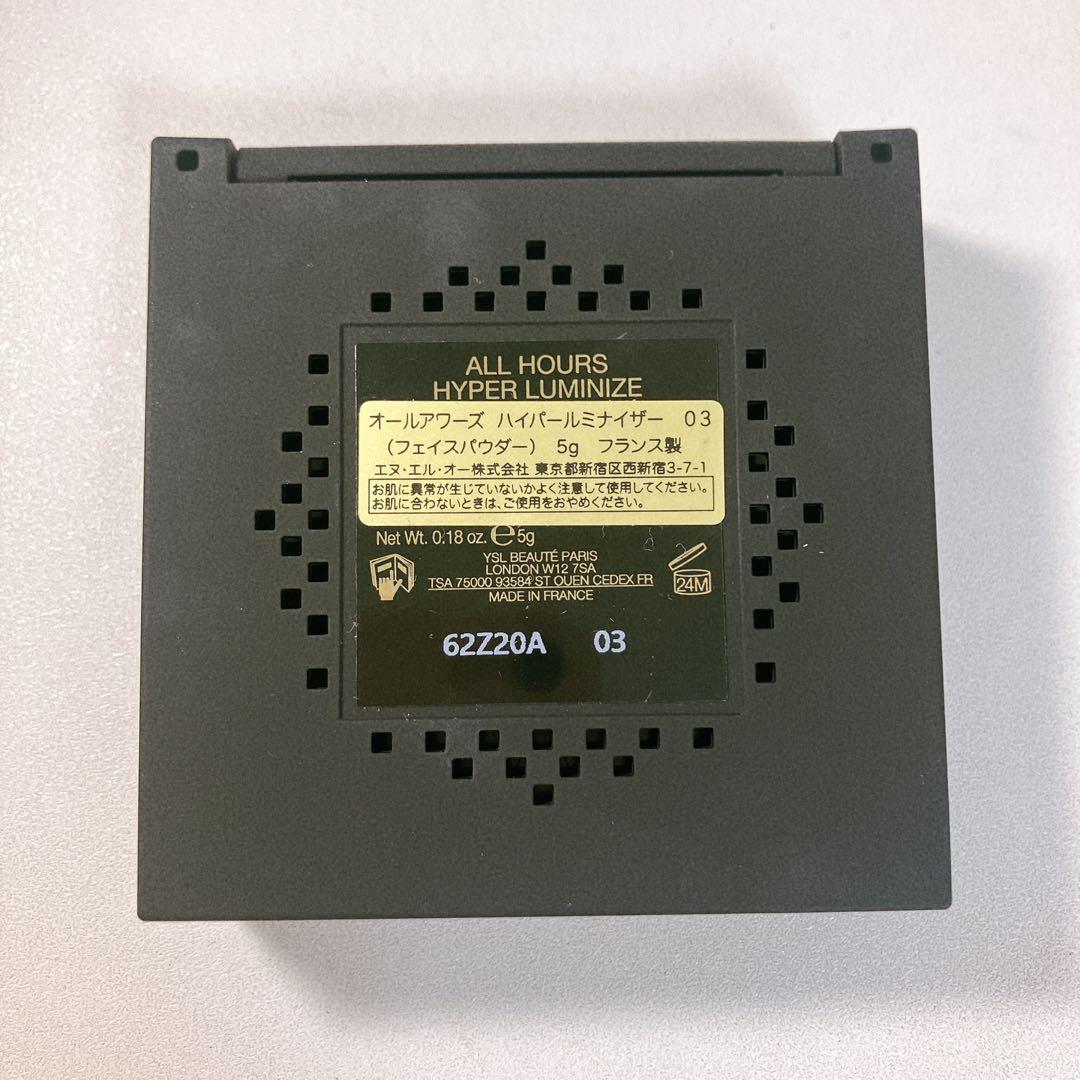 ALL HOURS
HYPER LUMINIZE
オールアワーズ ハイパールミナイザー 03
(フェイスパウダー) 5g フランス製
エヌ・エル・オー株式会社 東京都新宿区西新宿3-7-1
お肌に異常が生じていないかよく注意して使用してください。
お肌に合わないときは、ご使用をおやめください。
Net Wt. 0.18 oz. e 5g
YSL BEAUTÉ PARIS
LONDON W12 7SA
TSA 75000 93584 ST OUEN CEDEX FR
MADE IN FRANCE
24M
62Z20A 03